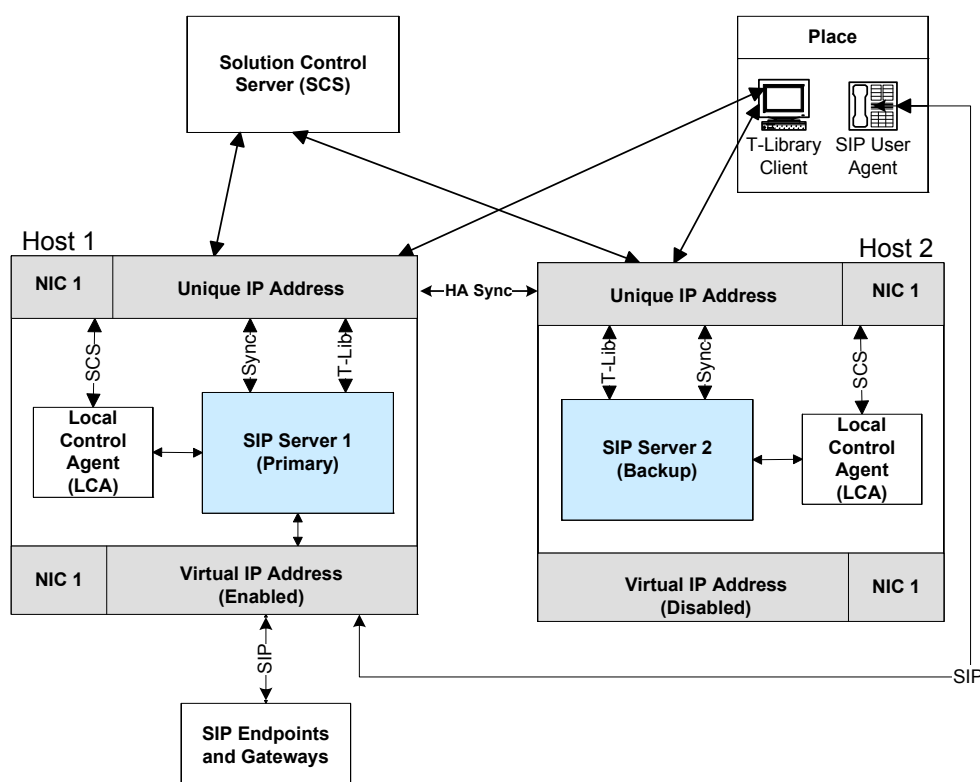 Solution Control
Server (SCS)
Place
T-Library
Client
SIP User
Agent
Host 1
Host 2
NIC 1
Unique IP Address
HA Sync
Unique IP Address
NIC 1
SCS
Sync
T-Lib
T-Lib
Sync
SCS
Local
Control
Agent
(LCA)
SIP Server 1
(Primary)
SIP Server 2
(Backup)
Local
Control
Agent
(LCA)
NIC 1
Virtual IP Address
(Enabled)
Virtual IP Address
(Disabled)
NIC 1
SIP
SIP
SIP Endpoints
and Gateways